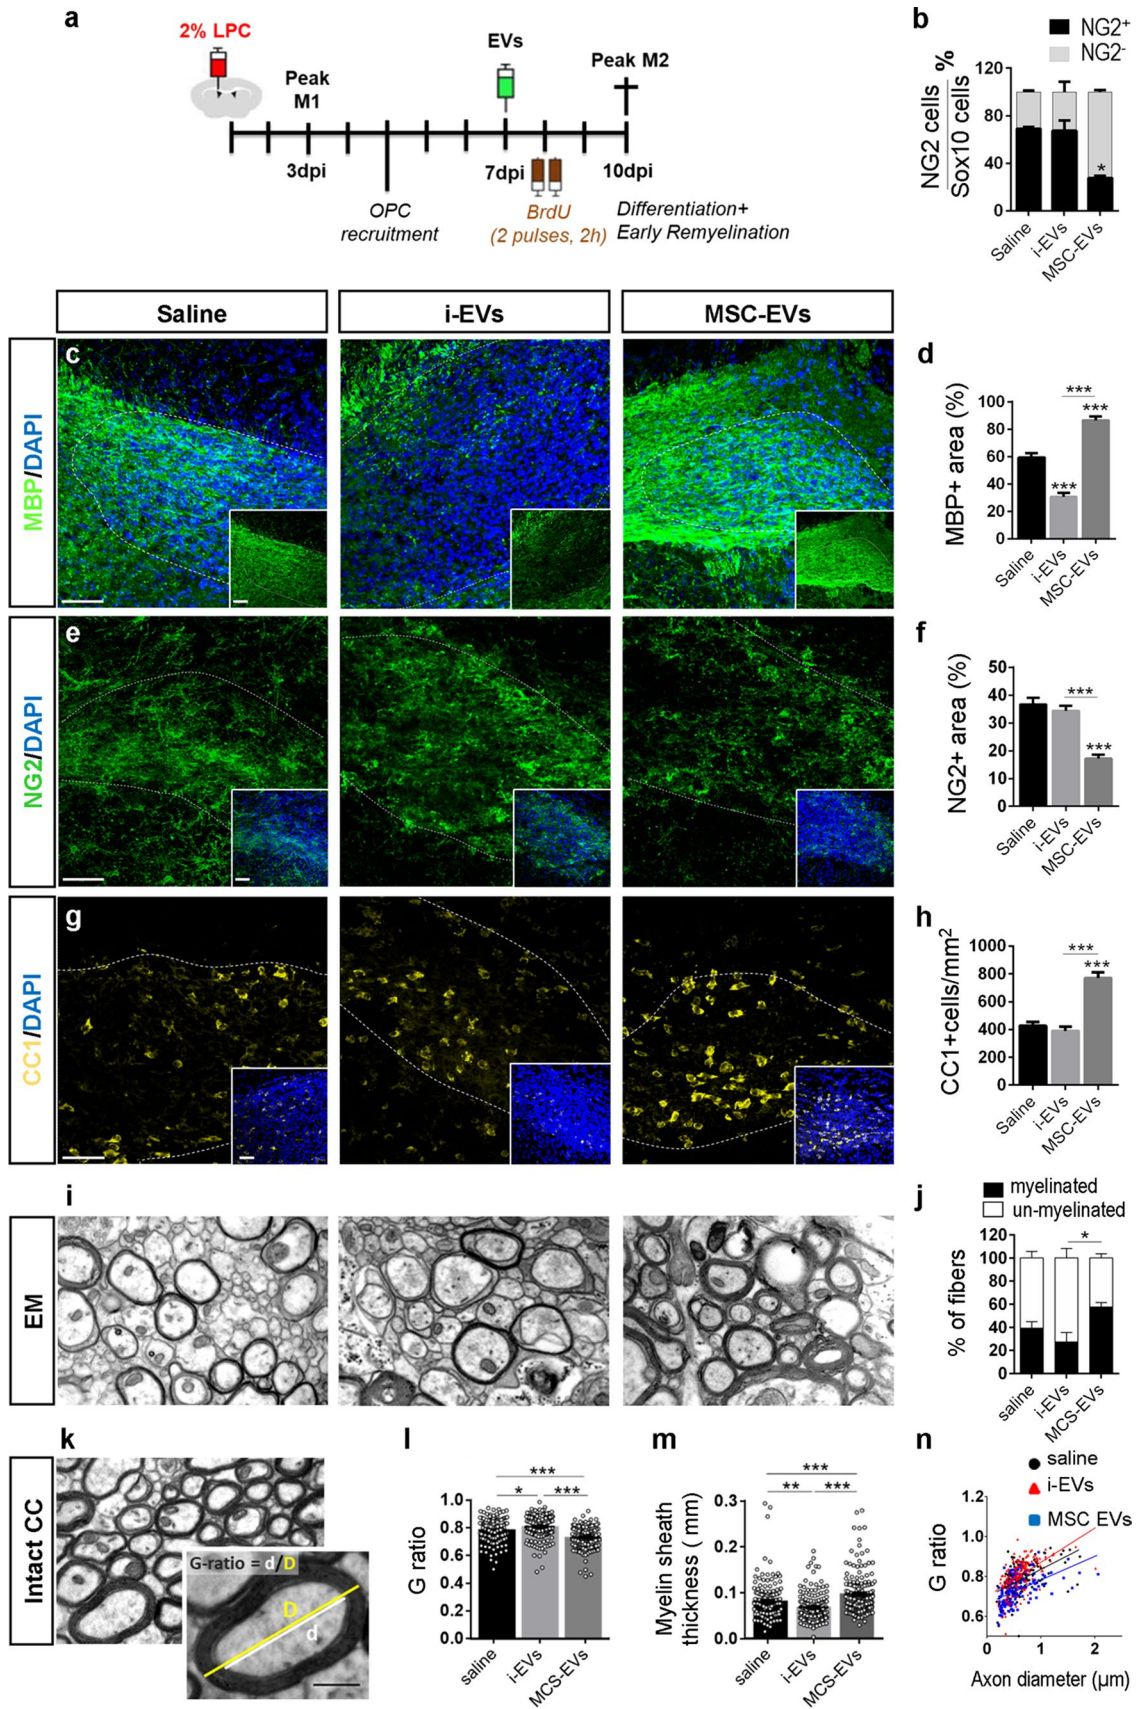 a
2% LPC
Peak
M1
EVs
Peak M2
3dpi
7dpi
10dpi
OPC
recruitment
BrdU
(2 pulses, 2h)
Differentiation+
Early Remyelination
b
NG2+
NG2-
NG2 cells
Sox10 cells
%
120
80
40
0
*
Saline
i-EVs
MSC-EVs
Saline
i-EVs
MSC-EVs
MBP/DAPI
c
d
MBP+ area (%)
100
80
60
40
20
0
***
***
***
Saline
i-EVs
MSC-EVs
NG2/DAPI
e
f
NG2+ area (%)
50
40
30
20
10
0
***
***
Saline
i-EVs
MSC-EVs
CC1/DAPI
g
h
CC1+cells/mm2
1000
800
600
400
200
0
***
***
Saline
i-EVs
MSC-EVs
EM
i
j
myelinated
un-myelinated
% of fibers
120
100
80
60
40
20
0
*
saline
i-EVs
MCS-EVs
Intact CC
k
G-ratio = d/D
D
d
l
G ratio
1.0
0.8
0.6
0.4
0.2
0.0
***
* ***
saline
i-EVs
MCS-EVs
m
Myelin sheath
thickness ( mm)
0.3
0.2
0.1
0.0
***
** ***
saline
i-EVs
MCS-EVs
n
saline
i-EVs
MSC EVs
G ratio
1.2
1.0
0.8
0.6
0 1 2
Axon diameter (µm)